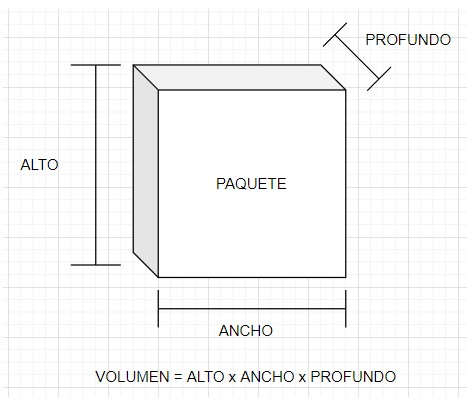 PROFUNDO
ALTO
PAQUETE
ANCHO
VOLUMEN = ALTO x ANCHO x PROFUNDO